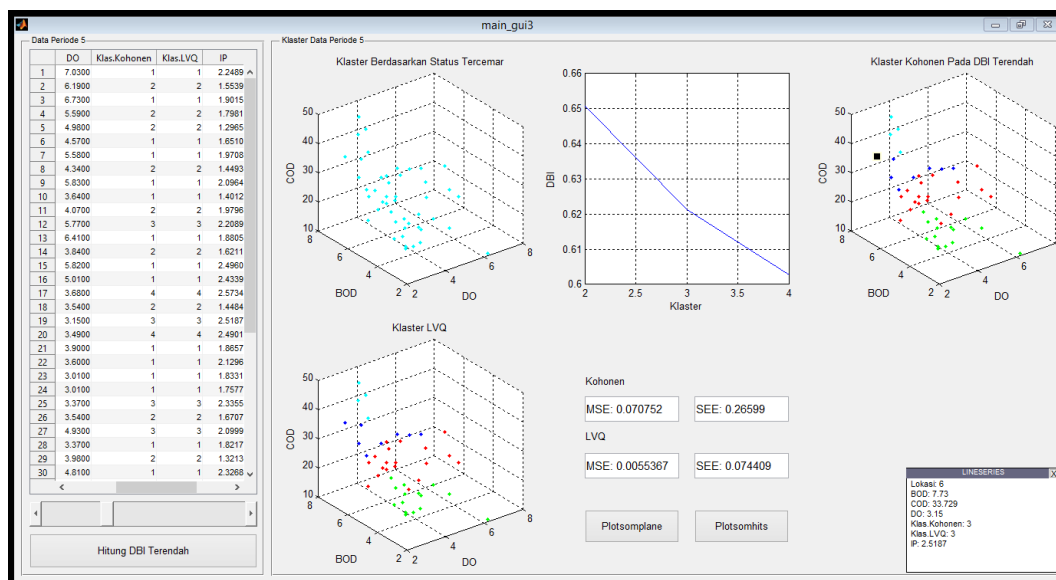 main_gui3
Data Periode 5
DO Klas.Kohonen Klas.LVQ IP
1 7.0300 1 1 2.2489
2 6.1900 2 2 1.5539
3 6.7300 1 1 1.9015
4 5.5900 2 2 1.7981
5 4.9800 2 2 1.2965
6 4.5700 1 1 1.6510
7 5.5800 1 1 1.9708
8 4.3400 2 2 1.4493
9 5.8300 1 1 2.0964
10 3.6400 1 1 1.4012
11 4.0700 2 2 1.9796
12 5.7700 3 3 2.2089
13 6.4100 1 1 1.8805
14 3.8400 2 2 1.6211
15 5.8200 1 1 2.4960
16 5.0100 1 1 2.4339
17 3.6800 4 4 2.5734
18 3.5400 2 2 1.4484
19 3.1500 3 3 2.5187
20 3.4900 4 4 2.4901
21 3.9000 1 1 1.8657
22 3.6000 1 1 2.1296
23 3.0100 1 1 1.8331
24 3.0100 1 1 1.7577
25 3.3700 3 3 2.3355
26 3.5400 2 2 1.6707
27 4.9300 3 3 2.0999
28 3.3700 1 1 1.8217
29 3.9800 2 2 1.3213
30 4.8100 1 1 2.3268
Hitung DBI Terendah
Klaster Data Periode 5
Klaster Berdasarkan Status Tercemar
50
40
30
20
10
COD
8
6
4
2
BOD
2
4
6
8
DO
0.66
0.65
0.64
0.63
0.62
0.61
0.6
DBI
2 2.5 3 3.5 4
Klaster
Klaster Kohonen Pada DBI Terendah
50
40
30
20
10
COD
8
6
4
2
BOD
2
4
6
8
DO
Klaster LVQ
50
40
30
20
10
COD
8
6
4
2
BOD
2
4
6
8
DO
Kohonen
MSE: 0.070752 SEE: 0.26599
LVQ
MSE: 0.0055367 SEE: 0.074409
Plotsomplane Plotsomhits
LINESERIES X
Lokasi: 6
BOD: 7.73
COD: 33.729
DO: 3.15
Klas.Kohonen: 3
Klas.LVQ: 3
IP: 2.5187